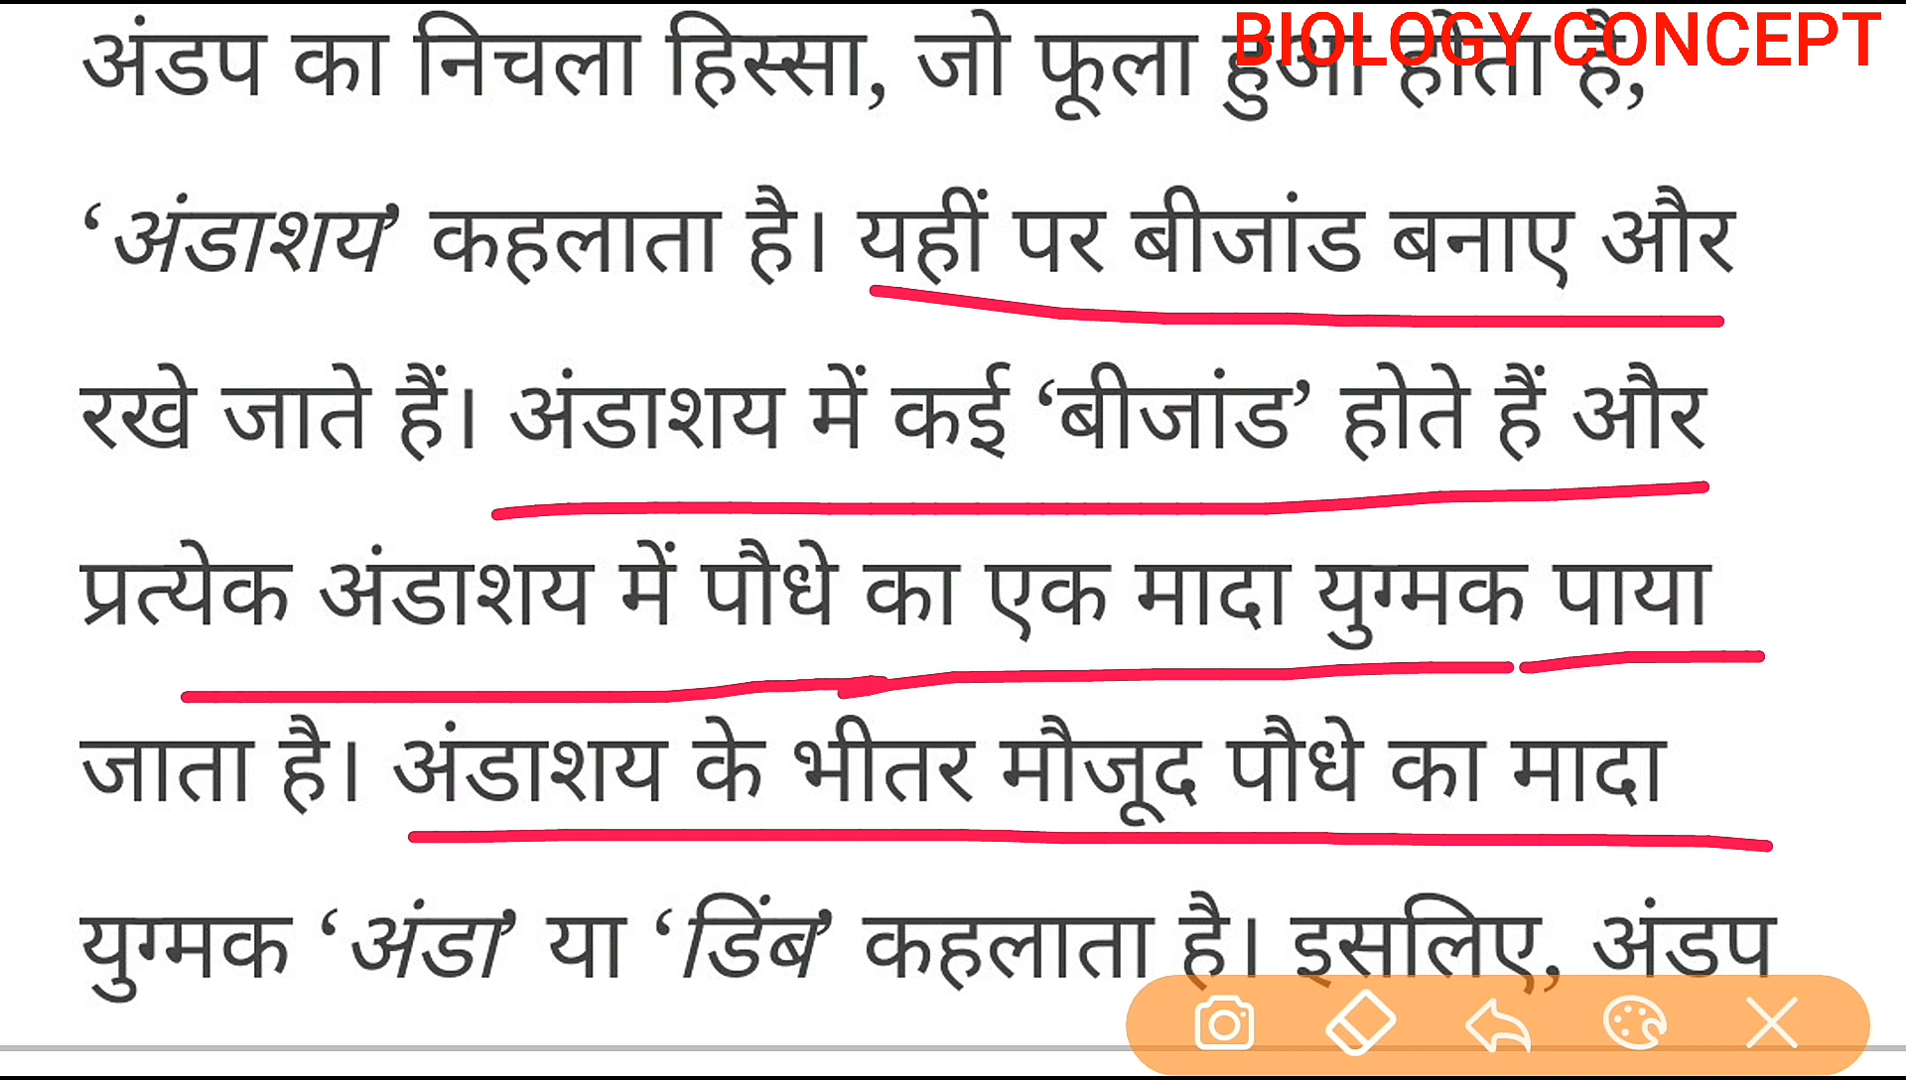 BIOLOGY CONCEPT
अंडप का निचला हिस्सा, जो फूला हुआ होता है,
‘अंडाशय’ कहलाता है। यहीं पर बीजांड बनाए और
रखे जाते हैं। अंडाशय में कई ‘बीजांड’ होते हैं और
प्रत्येक अंडाशय में पौधे का एक मादा युग्मक पाया
जाता है। अंडाशय के भीतर मौजूद पौधे का मादा
युग्मक ‘अंडा’ या ‘डिंब’ कहलाता है। इसलिए, अंडप